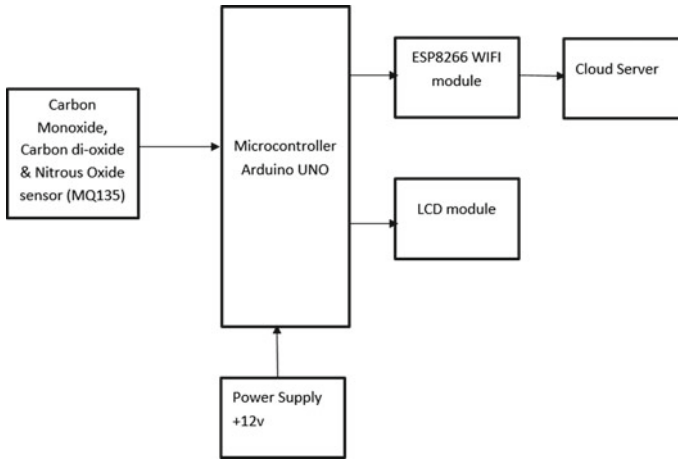 Carbon
Monoxide,
Carbon di-oxide
& Nitrous Oxide
sensor (MQ135)
Microcontroller
Arduino UNO
ESP8266 WIFI
module
Cloud Server
LCD module
Power Supply
+12v